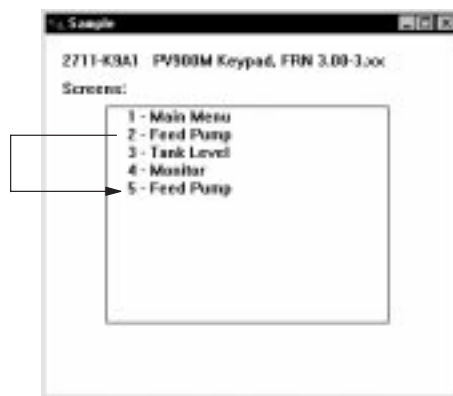 Sample
2711-K9A1 PV900M Keypad, FRN 3.00-3.xx
Screens:
1 - Main Menu
2 - Feed Pump
3 - Tank Level
4 - Monitor
5 - Feed Pump